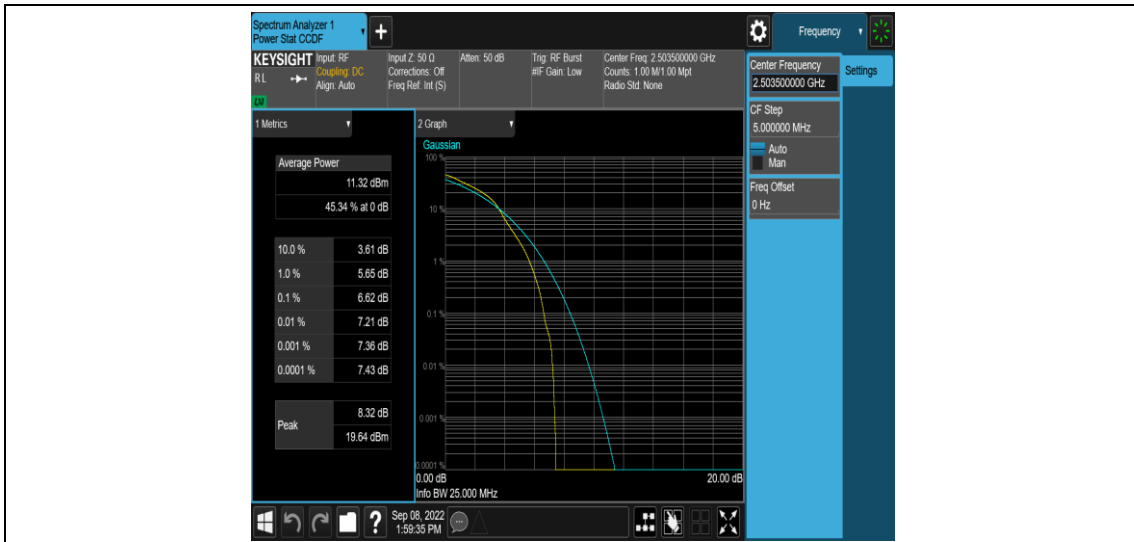 Spectrum Analyzer 1
Power Stat CCDF
+
Frequency
KEYSIGHT
RL
LM
Input: RF
Coupling: DC
Align: Auto
Input Z: 50 Ω
Corrections: Off
Freq Ref: Int (S)
Atten: 50 dB
Trig: RF Burst
#IF Gain: Low
Center Freq: 2.503500000 GHz
Counts: 1.00 M/1.00 Mpt
Radio Std: None
Center Frequency
2.503500000 GHz
Settings
CF Step
5.000000 MHz
Auto
Man
Freq Offset
0 Hz
1 Metrics
Average Power
11.32 dBm
45.34 % at 0 dB
10.0 % 3.61 dB
1.0 % 5.65 dB
0.1 % 6.62 dB
0.01 % 7.21 dB
0.001 % 7.36 dB
0.0001 % 7.43 dB
Peak
8.32 dB
19.64 dBm
2 Graph
Gaussian
100 %
10 %
1 %
0.1 %
0.01 %
0.001 %
0.0001 %
0.00 dB 20.00 dB
Info BW 25.000 MHz
?
Sep 08, 2022
1:59:35 PM